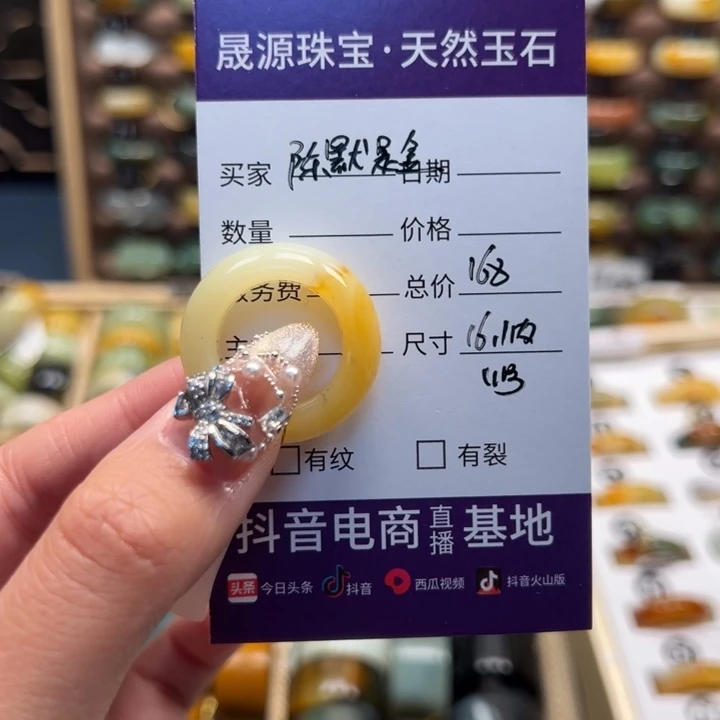 晟源珠宝·天然玉石
买家 陈默是金 日期
数量 价格
务费 总价 168
主 尺寸 16.1内
有纹 有裂
抖音电商直播基地
头条 今日头条 抖音 西瓜视频 抖音火山版